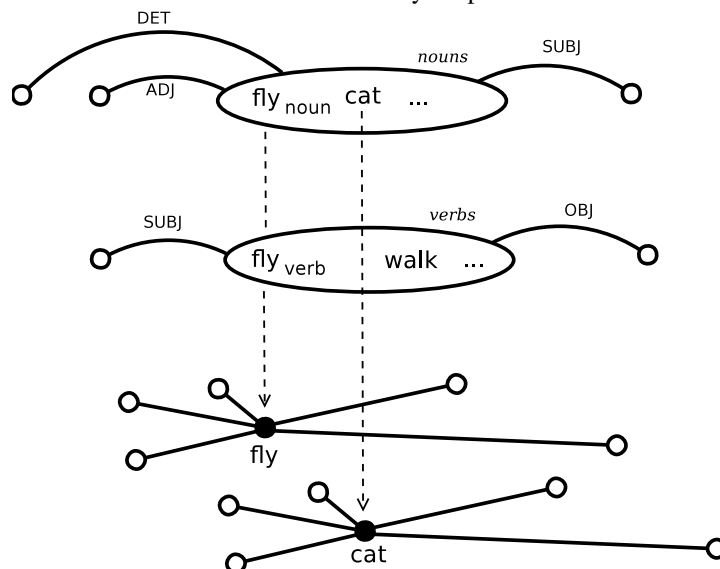 DET
nouns
SUBJ
ADJ
fly noun cat ...
SUBJ
verbs
OBJ
fly verb walk ...
fly
cat